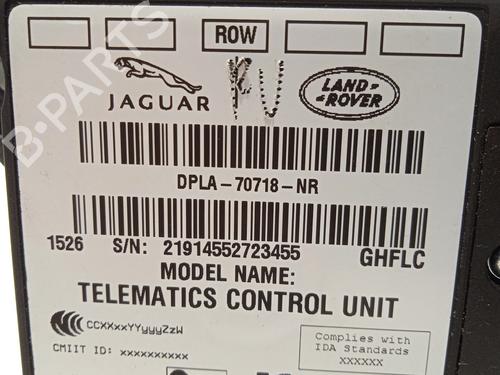 ROW
JAGUAR
LAND
ROVER
DPLA-70718-NR
1526 S/N: 21914552723455 GHFLC
MODEL NAME:
TELEMATICS CONTROL UNIT
CCXXxxYYyyyZzW
CMIIT ID: xxxxxxxxxx
Complies with
IDA Standards
xxxxxx
B-PARTS